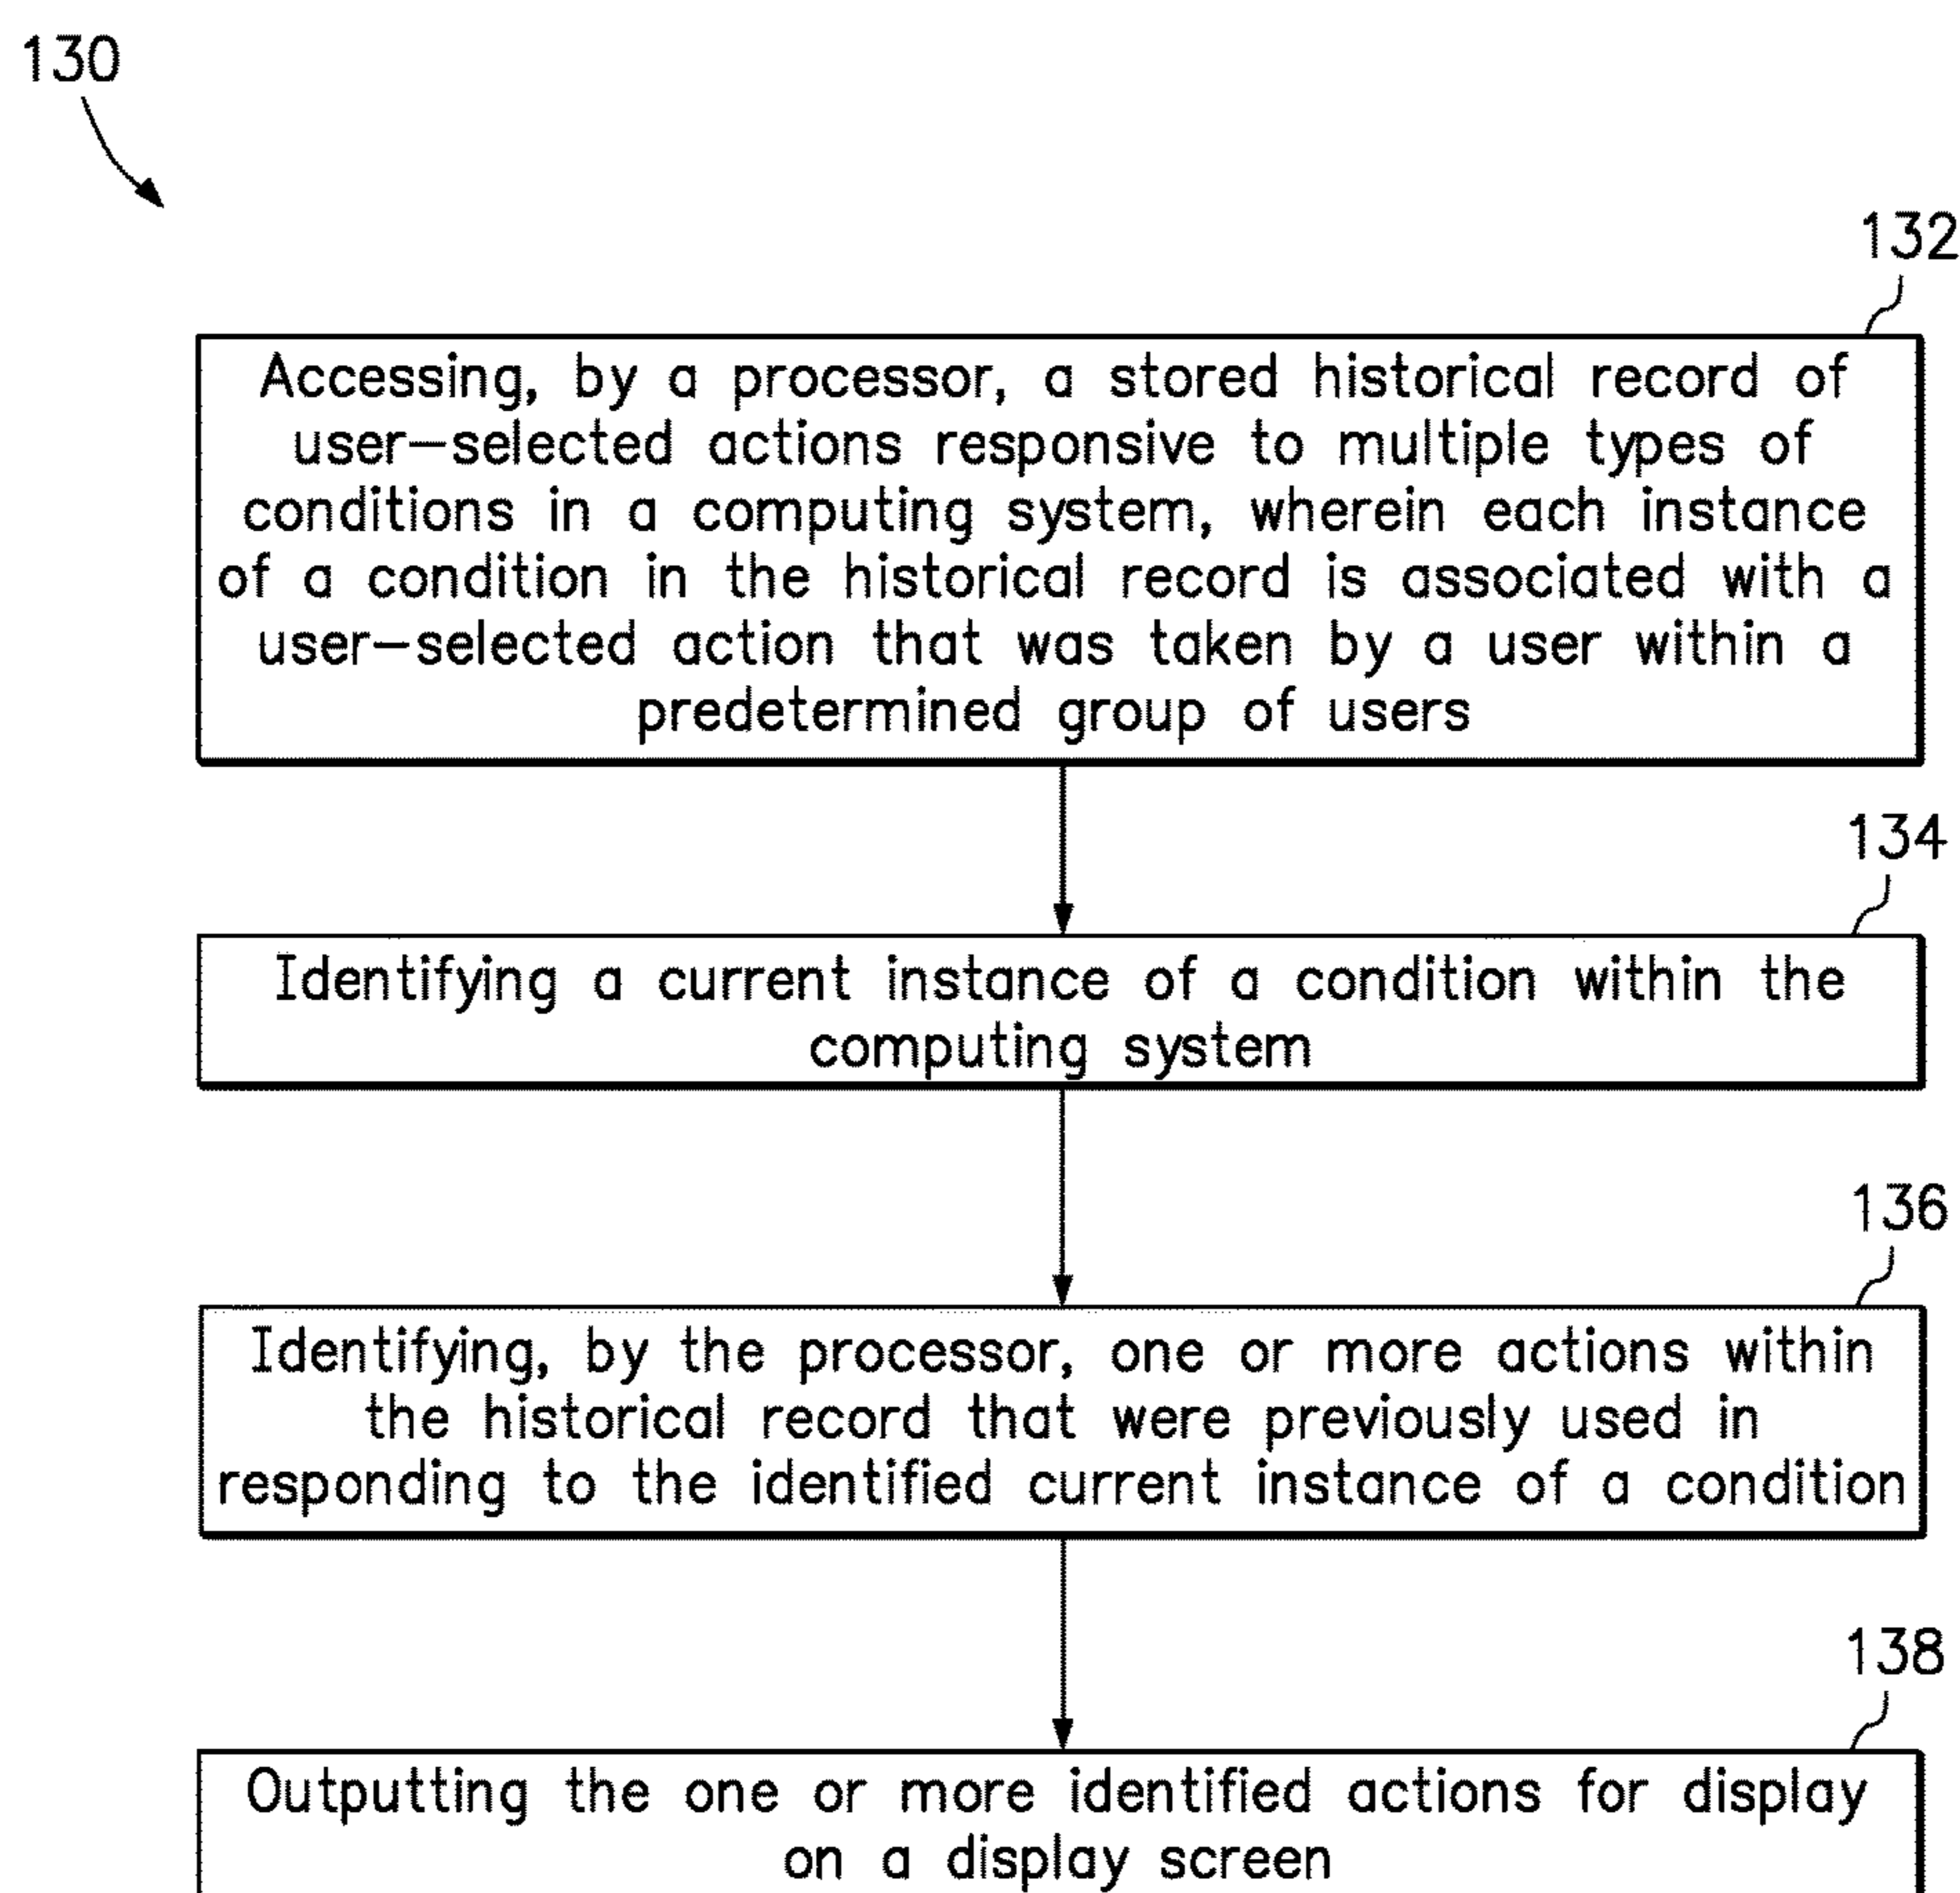 130
132
Accessing, by a processor, a stored historical record of
user-selected actions responsive to multiple types of
conditions in a computing system, wherein each instance
of a condition in the historical record is associated with a
user-selected action that was taken by a user within a
predetermined group of users
134
Identifying a current instance of a condition within the
computing system
136
Identifying, by the processor, one or more actions within
the historical record that were previously used in
responding to the identified current instance of a condition
138
Outputting the one or more identified actions for display
on a display screen